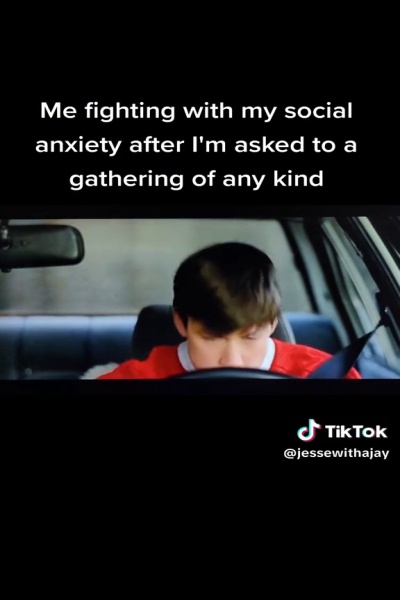 Me fighting with my social
anxiety after I'm asked to a
gathering of any kind
TikTok
@jessewithajay